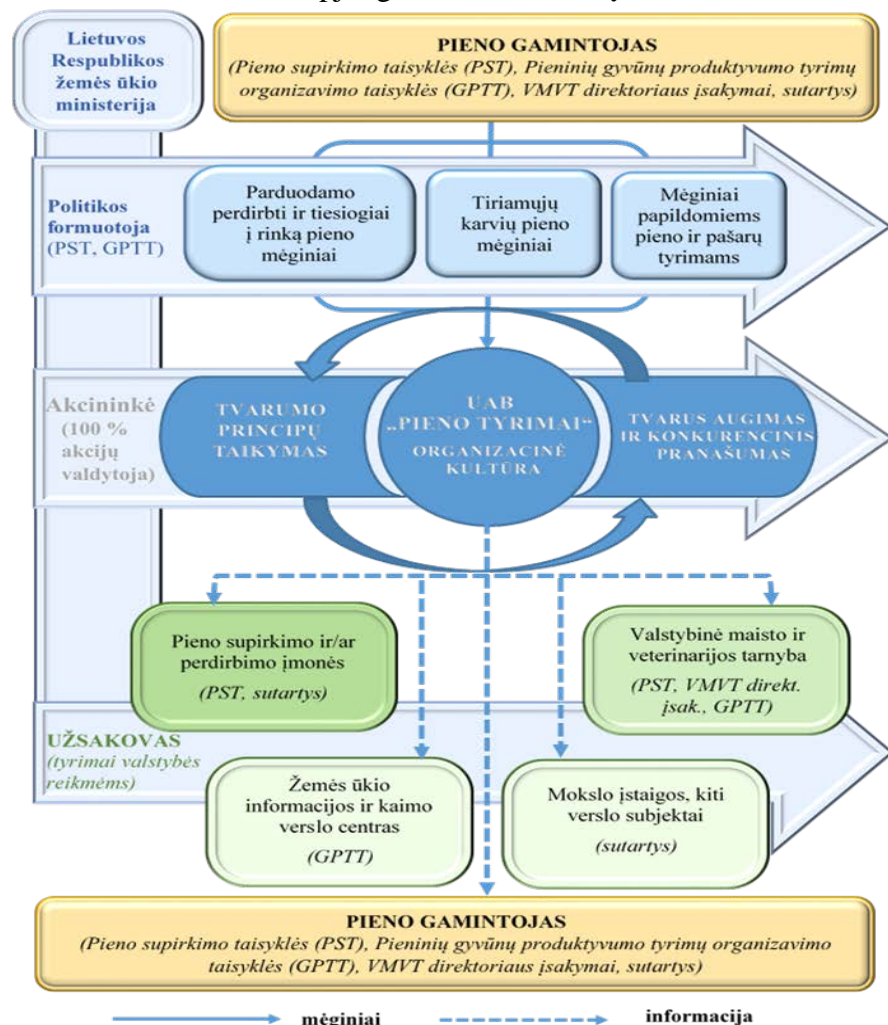 Lietuvos
Respublikos
žemės ūkio
ministerija
PIENO GAMINTOJAS
(Pieno supirkimo taisyklės (PST), Pieninių gyvūnų produktyvumo tyrimų
organizavimo taisyklės (GPTT), VMVT direktoriaus įsakymai, sutartys)
Politikos
formuotoja
(PST, GPTT)
Parduodamo
perdirbti ir tiesiogiai
į rinką pieno
mėginiai
Tiriamųjų
karvių pieno
mėginiai
Mėginiai
papildomiems
pieno ir pašarų
tyrimams
Akcininkė
(100 %
akcijų
valdytoja)
TVARUMO
PRINCIPŲ
TAIKYMAS
UAB
„PIENO TYRIMAI“
ORGANIZACINĖ
KULTŪRA
TVARUS AUGIMAS
IR KONKURENCINIS
PRANAŠUMAS
Pieno supirkimo ir/ar
perdirbimo įmonės
(PST, sutartys)
Valstybinė maisto ir
veterinarijos tarnyba
(PST, VMVT direkt.
įsak., GPTT)
UŽSAKOVAS
(tyrimai valstybės
reikmėms)
Žemės ūkio
informacijos ir kaimo
verslo centras
(GPTT)
Mokslo įstaigos, kiti
verslo subjektai
(sutartys)
PIENO GAMINTOJAS
(Pieno supirkimo taisyklės (PST), Pieninių gyvūnų produktyvumo tyrimų organizavimo
taisyklės (GPTT), VMVT direktoriaus įsakymai, sutartys)
mėginiai
informacija